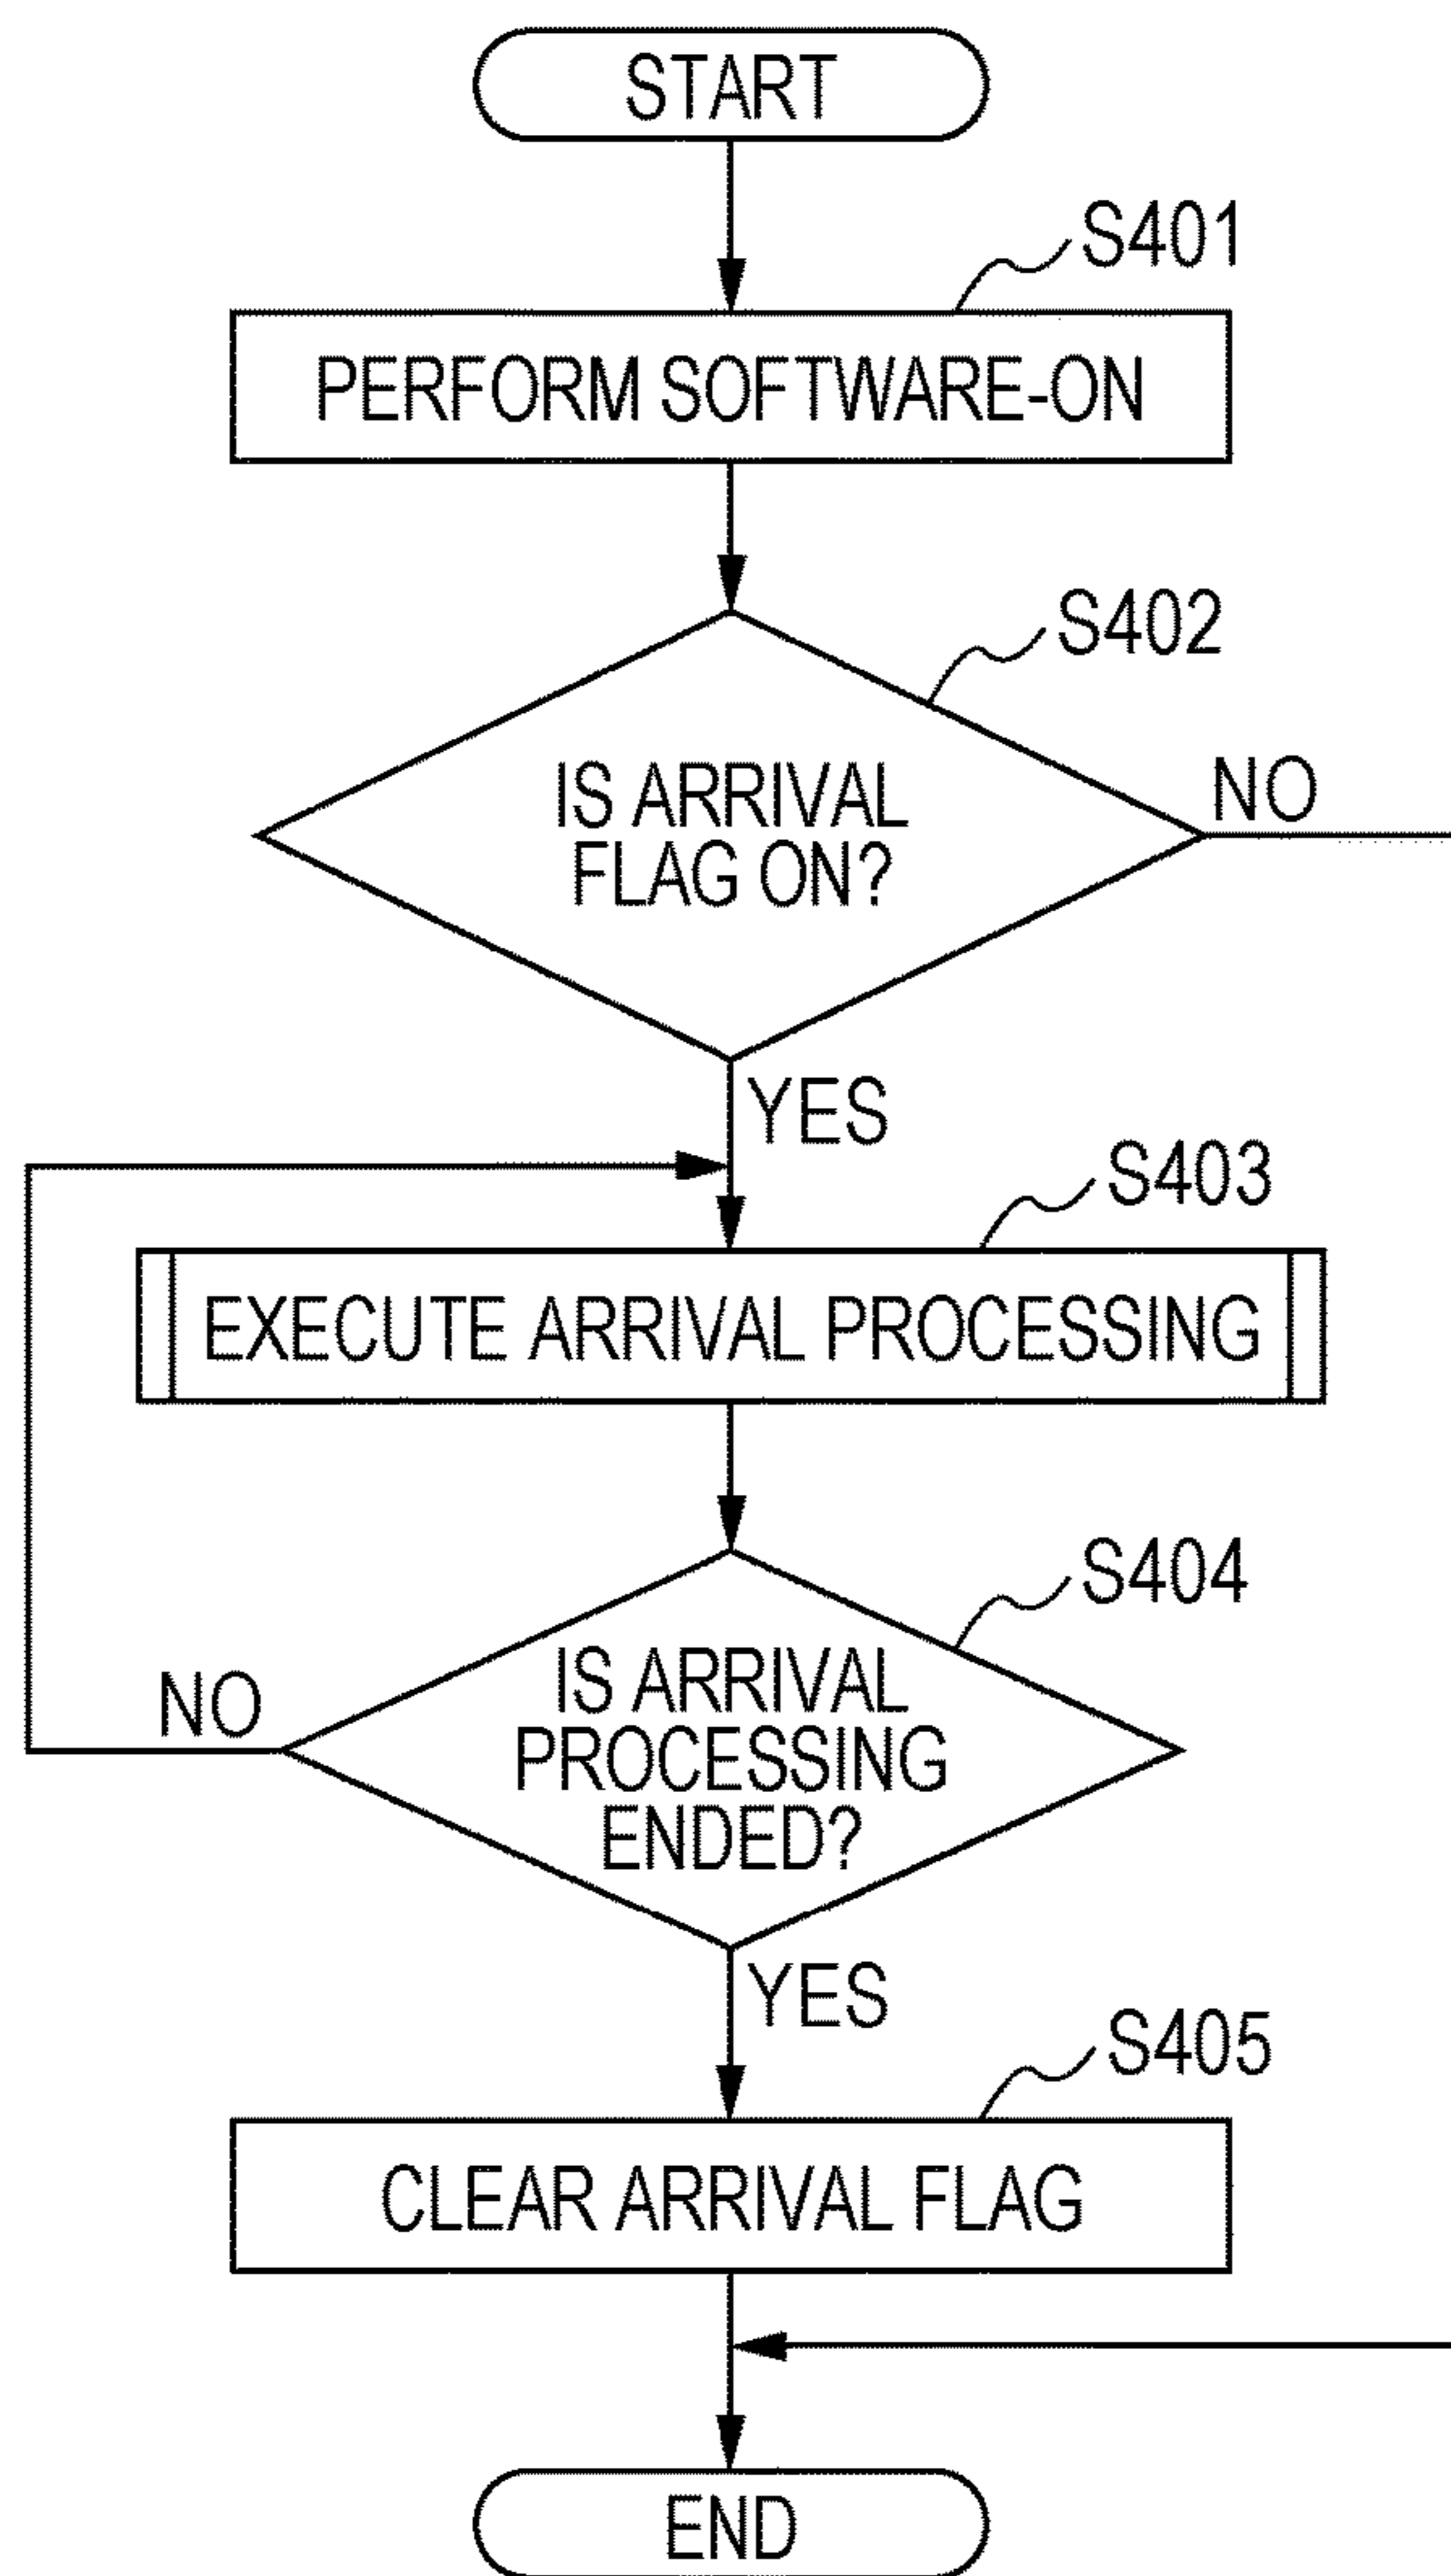 START
S401
PERFORM SOFTWARE-ON
S402
IS ARRIVAL
FLAG ON?
NO
YES
S403
EXECUTE ARRIVAL PROCESSING
S404
IS ARRIVAL
PROCESSING
ENDED?
NO
YES
S405
CLEAR ARRIVAL FLAG
END